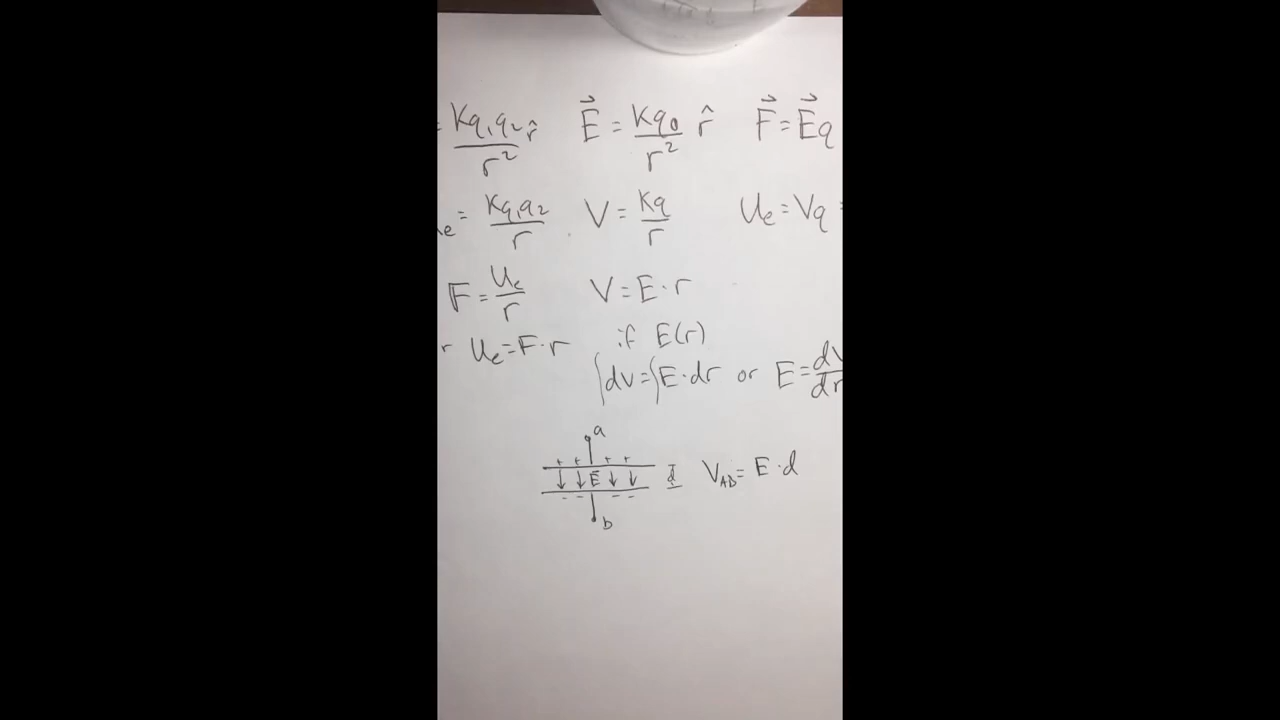 = Kq₁q₂/r² r̂   E⃗ = Kq₀/r² r̂   F⃗ = E⃗q
e = Kq₁q₂/r   V = Kq/r   Ue = Vq =
F = Ue/r   V = E · r
r Ue = F · r   if E(r)
∫dv = ∫E · dr or E = dV/dr
a
+ + + +
E⃗ d   V_AB = E · d
- - - -
b